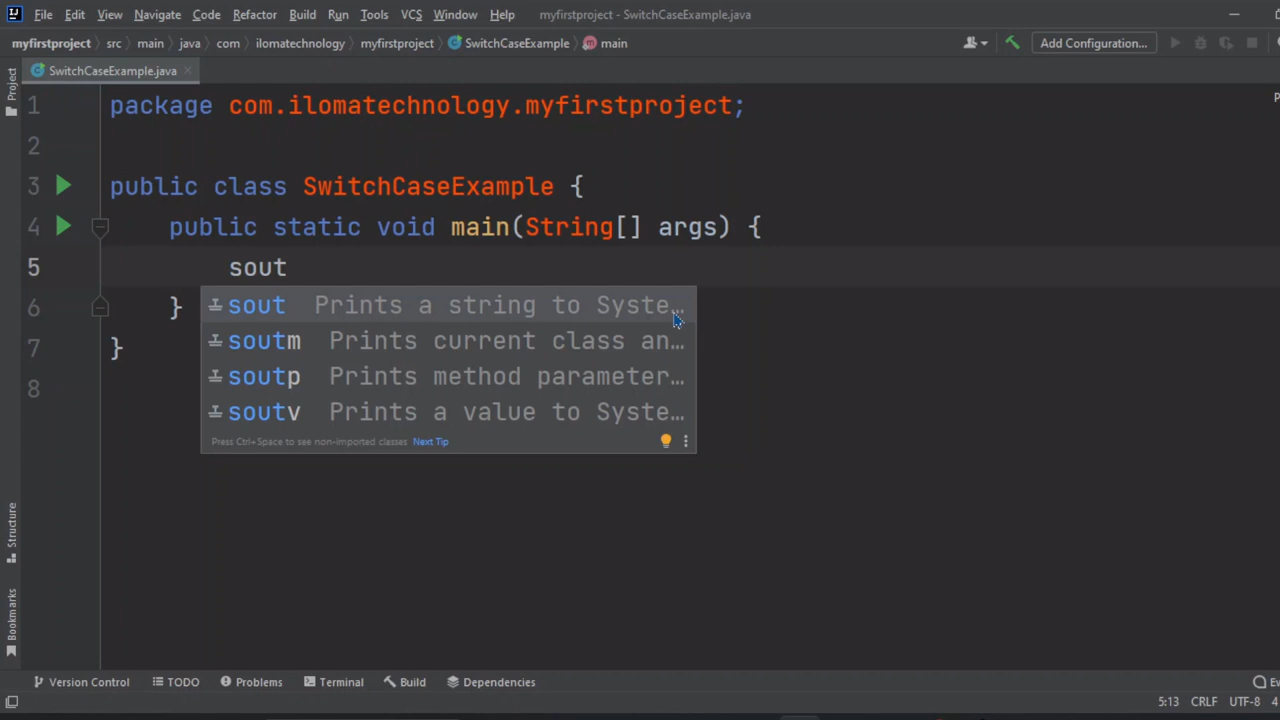 File Edit View Navigate Code Refactor Build Run Tools VCS Window Help myfirstproject - SwitchCaseExample.java
myfirstproject src main java com ilomatechnology myfirstproject SwitchCaseExample main Add Configuration...
Project
SwitchCaseExample.java
1 package com.ilomatechnology.myfirstproject;
2
3 public class SwitchCaseExample {
4 public static void main(String[] args) {
5 sout
6 }
7 }
8
sout Prints a string to Syste…
soutm Prints current class an…
soutp Prints method parameter…
soutv Prints a value to Syste…
Press Ctrl+Space to see non-imported classes Next Tip
Structure
Bookmarks
Version Control TODO Problems Terminal Build Dependencies
5:13 CRLF UTF-8 4